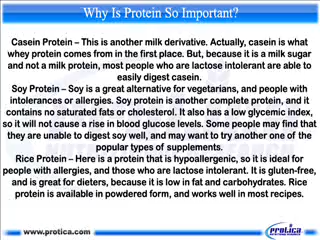 Why Is Protein So Important?
Casein Protein – This is another milk derivative. Actually, casein is what
whey protein comes from in the first place. But, because it is a milk sugar
and not a milk protein, most people who are lactose intolerant are able to
easily digest casein.
Soy Protein – Soy is a great alternative for vegetarians, and people with
intolerances or allergies. Soy protein is another complete protein, and it
contains no saturated fats or cholesterol. It also has a low glycemic index,
so it will not cause a rise in blood glucose levels. Some people may find that
they are unable to digest soy well, and may want to try another one of the
popular types of supplements.
Rice Protein – Here is a protein that is hypoallergenic, so it is ideal for
people with allergies, and those who are lactose intolerant. It is gluten-free,
and is great for dieters, because it is low in fat and carbohydrates. Rice
protein is available in powdered form, and works well in most recipes.
www.protica.com
protica